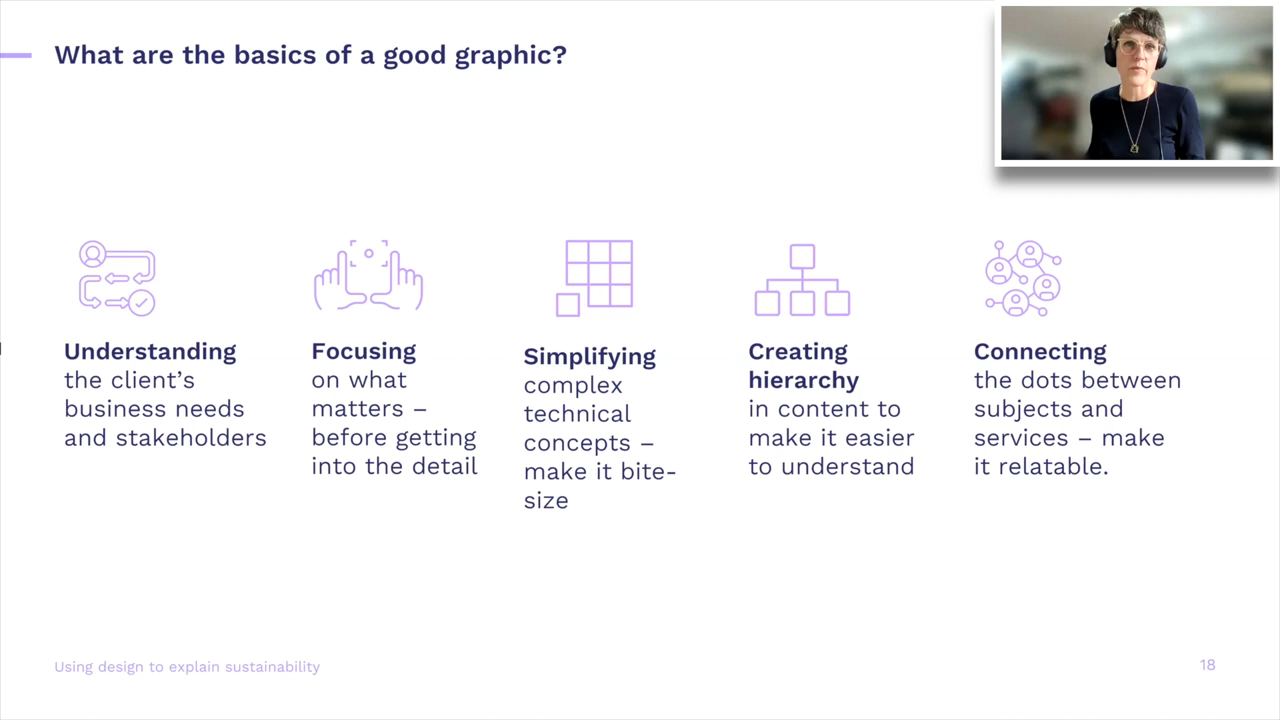 What are the basics of a good graphic?
Understanding
the client’s
business needs
and stakeholders
Focusing
on what
matters –
before getting
into the detail
Simplifying
complex
technical
concepts –
make it bite-
size
Creating
hierarchy
in content to
make it easier
to understand
Connecting
the dots between
subjects and
services – make
it relatable.
Using design to explain sustainability
18